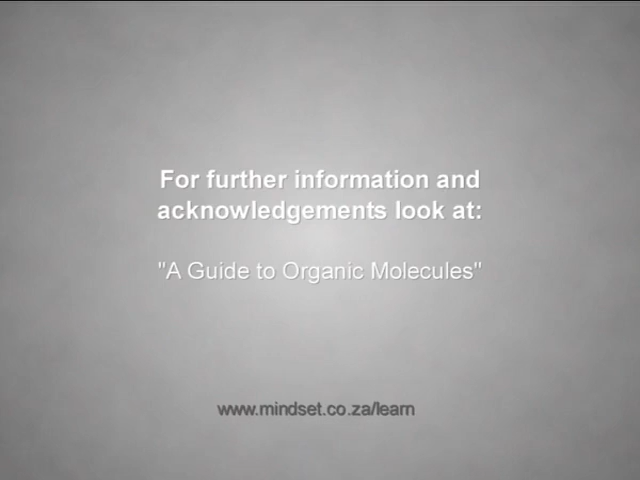 For further information and
acknowledgements look at:
"A Guide to Organic Molecules"
www.mindset.co.za/learn